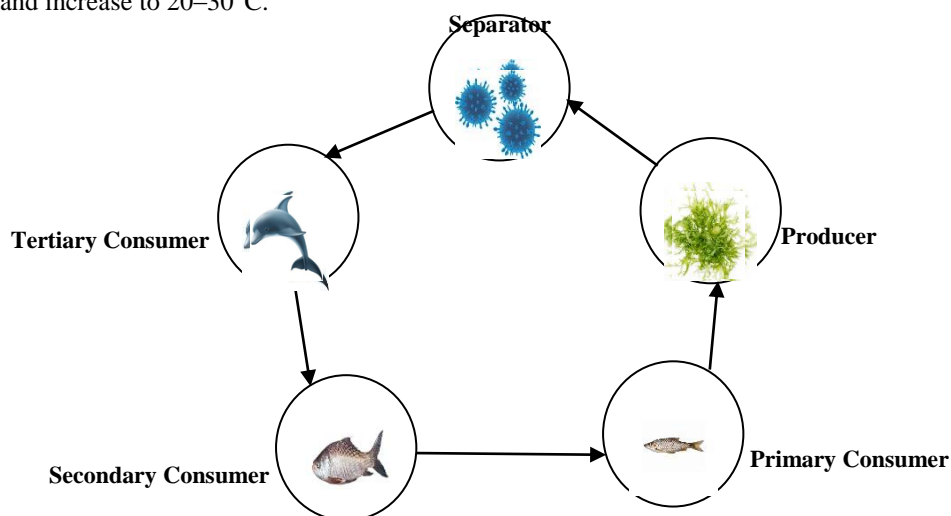 and increase to 20–30°C.
Separator
Tertiary Consumer
Producer
Secondary Consumer
Primary Consumer